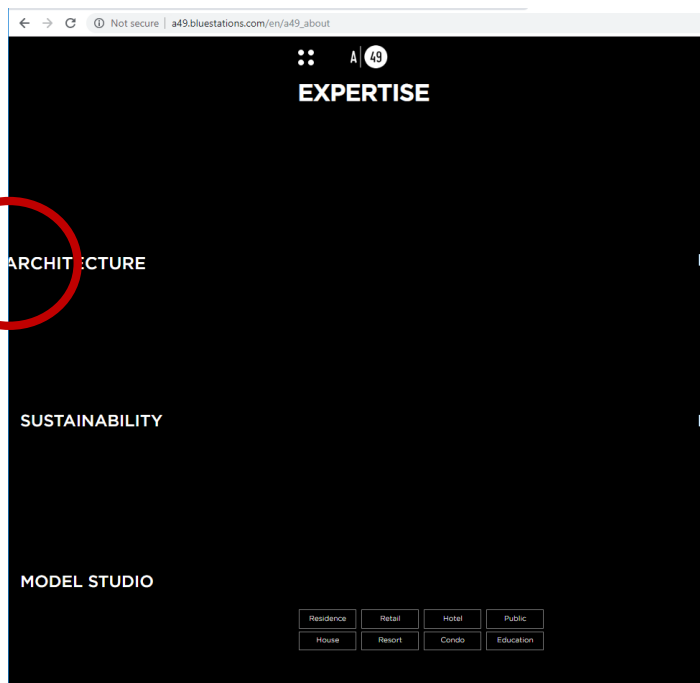 Not secure | a49.bluestations.com/en/a49_about
A 49
EXPERTISE
ARCHITECTURE
SUSTAINABILITY
MODEL STUDIO
Residence Retail Hotel Public
House Resort Condo Education